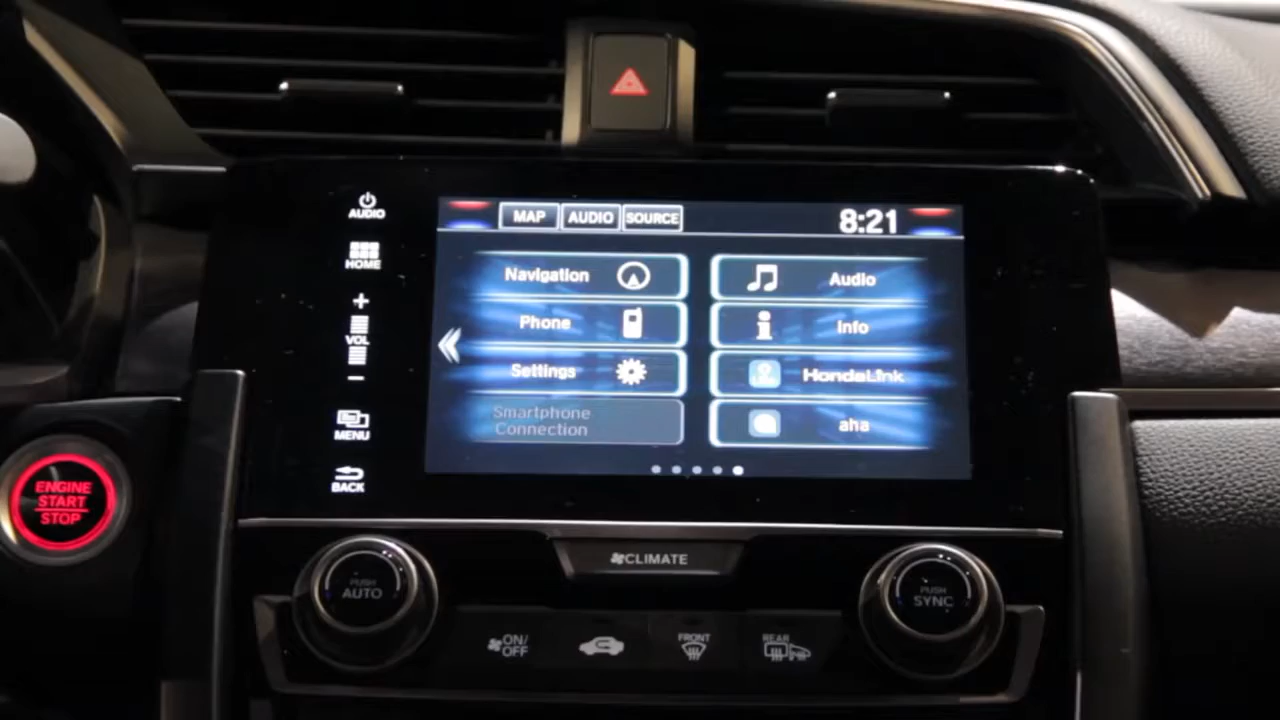 AUDIO
HOME
+
VOL
−
MENU
BACK
MAP AUDIO SOURCE 8:21
Navigation
Audio
Phone
Info
Settings
HondaLink
Smartphone
Connection
aha
ENGINE
START
STOP
CLIMATE
PUSH
AUTO
PUSH
SYNC
ON/
OFF
FRONT
REAR